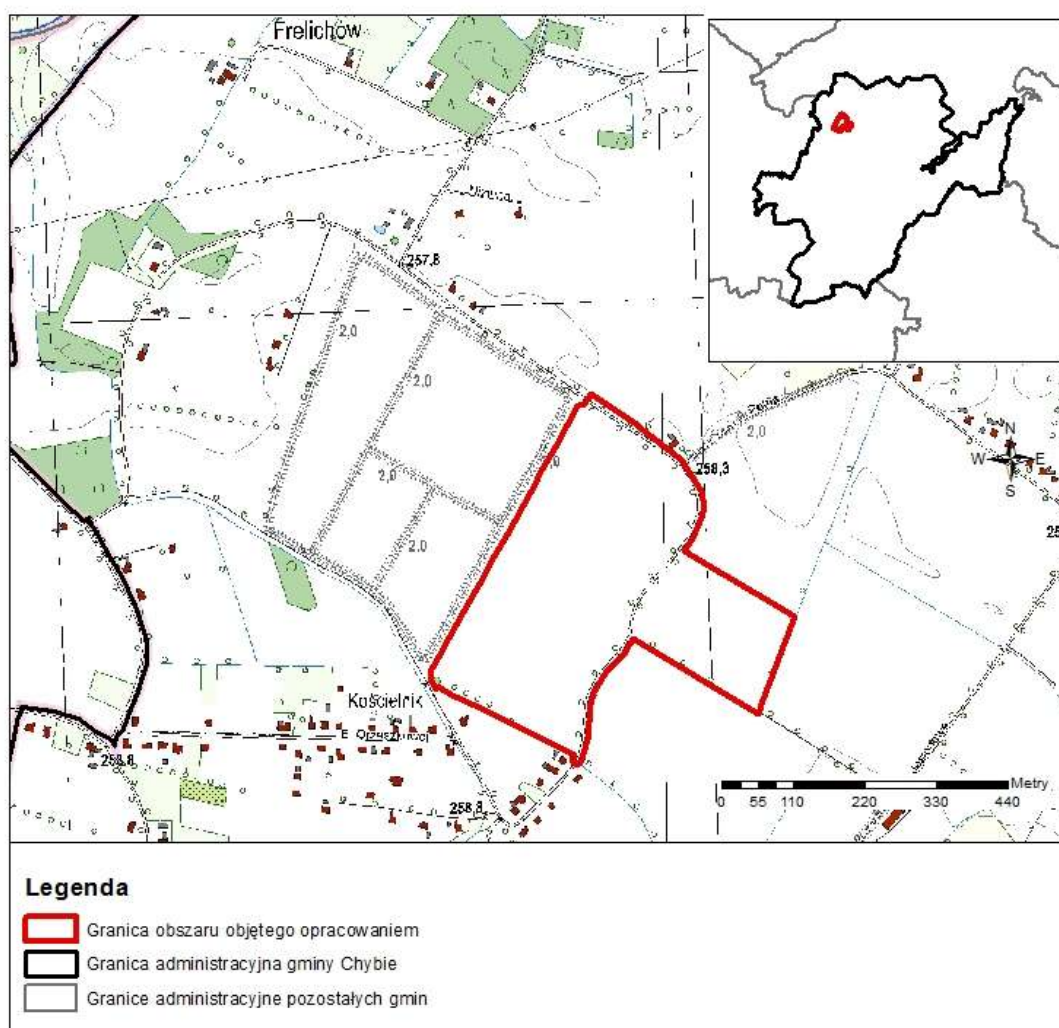 Frelichów
257,8
2,0
2,0
2,0
2,0
2,0
258,3
N
W E
S
Kościelnik
E. Orzeszkowej
258,8
258,8
Metry
0 55 110 220 330 440
Legenda
Granica obszaru objętego opracowaniem
Granica administracyjna gminy Chybie
Granice administracyjne pozostałych gmin